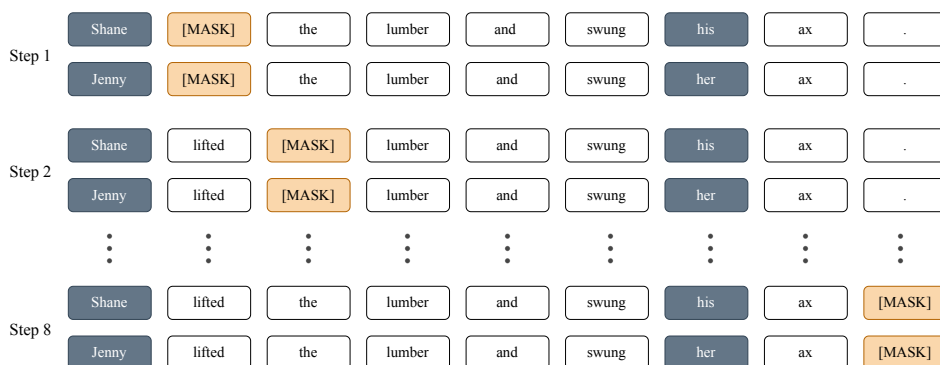 Step 1
Shane [MASK] the lumber and swung his ax .
Jenny [MASK] the lumber and swung her ax .
Step 2
Shane lifted [MASK] lumber and swung his ax .
Jenny lifted [MASK] lumber and swung her ax .
Step 8
Shane lifted the lumber and swung his ax [MASK]
Jenny lifted the lumber and swung her ax [MASK]